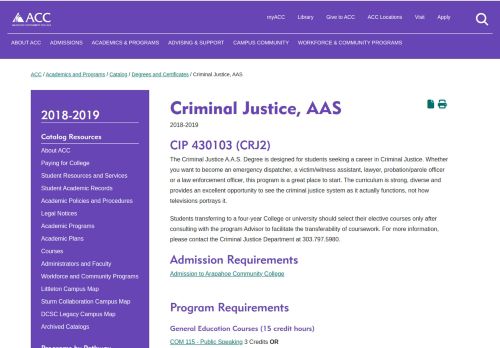 ACC
myACC Library Give to ACC ACC Locations Visit Apply
ABOUT ACC ADMISSIONS ACADEMICS & PROGRAMS ADVISING & SUPPORT CAMPUS COMMUNITY WORKFORCE & COMMUNITY PROGRAMS
ACC / Academics and Programs / Catalog / Degrees and Certificates / Criminal Justice, AAS
2018-2019
Catalog Resources
About ACC
Paying for College
Student Resources and Services
Student Academic Records
Academic Policies and Procedures
Legal Notices
Academic Programs
Academic Plans
Courses
Administrators and Faculty
Workforce and Community Programs
Littleton Campus Map
Sturm Collaboration Campus Map
DCSC Legacy Campus Map
Archived Catalogs
Programs by Pathway
Criminal Justice, AAS
2018-2019
CIP 430103 (CRJ2)
The Criminal Justice A.A.S. Degree is designed for students seeking a career in Criminal Justice. Whether
you want to become an emergency dispatcher, a victim/witness assistant, lawyer, probation/parole officer
or a law enforcement officer, this program is a great place to start. The curriculum is strong, diverse and
provides an excellent opportunity to see the criminal justice system as it actually functions, not how
televisions portrays it.
Students transferring to a four-year College or university should select their elective courses only after
consulting with the program Advisor to facilitate the transferability of coursework. For more information,
please contact the Criminal Justice Department at 303.797.5980.
Admission Requirements
Admission to Arapahoe Community College
Program Requirements
General Education Courses (15 credit hours)
COM 115 - Public Speaking 3 Credits OR